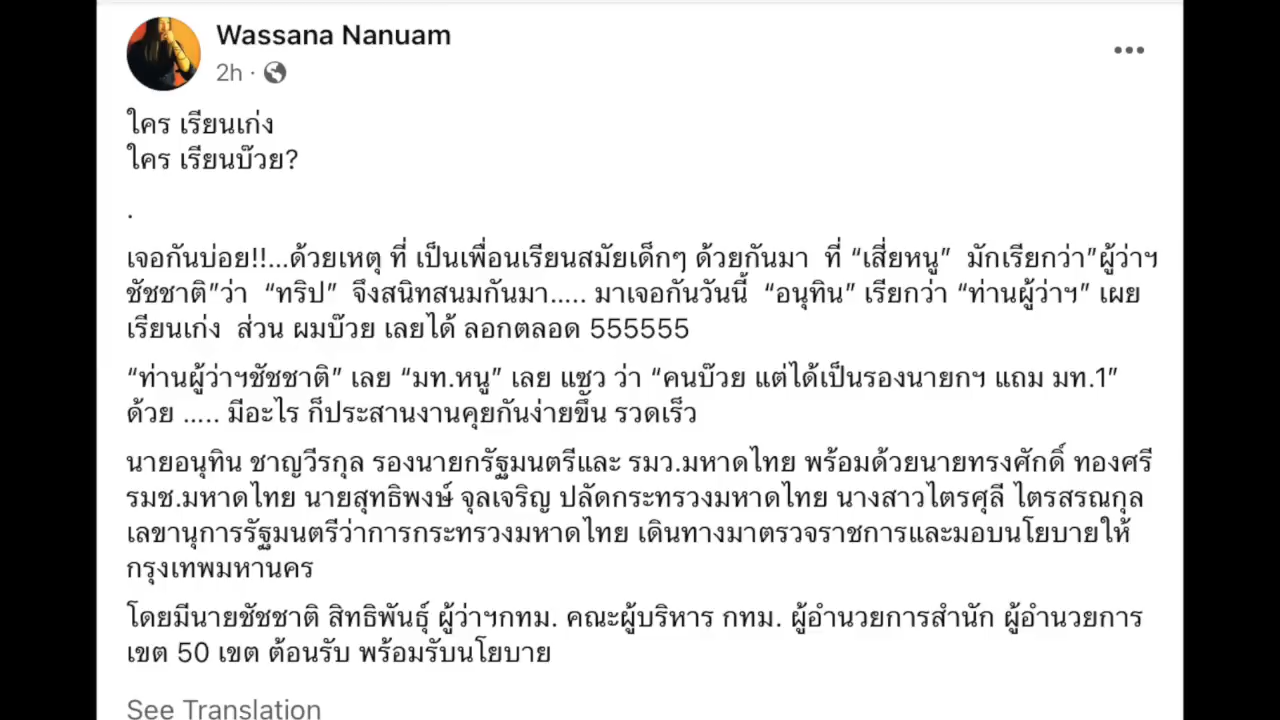 Wassana Nanuam
2h ·
ใคร เรียนเก่ง
ใคร เรียนบ๊วย?
.
เจอกันบ่อย!!...ด้วยเหตุ ที่ เป็นเพื่อนเรียนสมัยเด็กๆ ด้วยกันมา ที่ “เสี่ยหนู” มักเรียกว่า”ผู้ว่าฯ
ชัชชาติ”ว่า “ทริป” จึงสนิทสนมกันมา..... มาเจอกันวันนี้ “อนุทิน” เรียกว่า “ท่านผู้ว่าฯ” เผย
เรียนเก่ง ส่วน ผมบ๊วย เลยได้ ลอกตลอด 555555
“ท่านผู้ว่าฯชัชชาติ” เลย “มท.หนู” เลย แซว ว่า “คนบ๊วย แต่ได้เป็นรองนายกฯ แถม มท.1”
ด้วย ..... มีอะไร ก็ประสานงานคุยกันง่ายขึ้น รวดเร็ว
นายอนุทิน ชาญวีรกุล รองนายกรัฐมนตรีและ รมว.มหาดไทย พร้อมด้วยนายทรงศักดิ์ ทองศรี
รมช.มหาดไทย นายสุทธิพงษ์ จุลเจริญ ปลัดกระทรวงมหาดไทย นางสาวไตรศุลี ไตรสรณกุล
เลขานุการรัฐมนตรีว่าการกระทรวงมหาดไทย เดินทางมาตรวจราชการและมอบนโยบายให้
กรุงเทพมหานคร
โดยมีนายชัชชาติ สิทธิพันธุ์ ผู้ว่าฯกทม. คณะผู้บริหาร กทม. ผู้อำนวยการสำนัก ผู้อำนวยการ
เขต 50 เขต ต้อนรับ พร้อมรับนโยบาย
See Translation